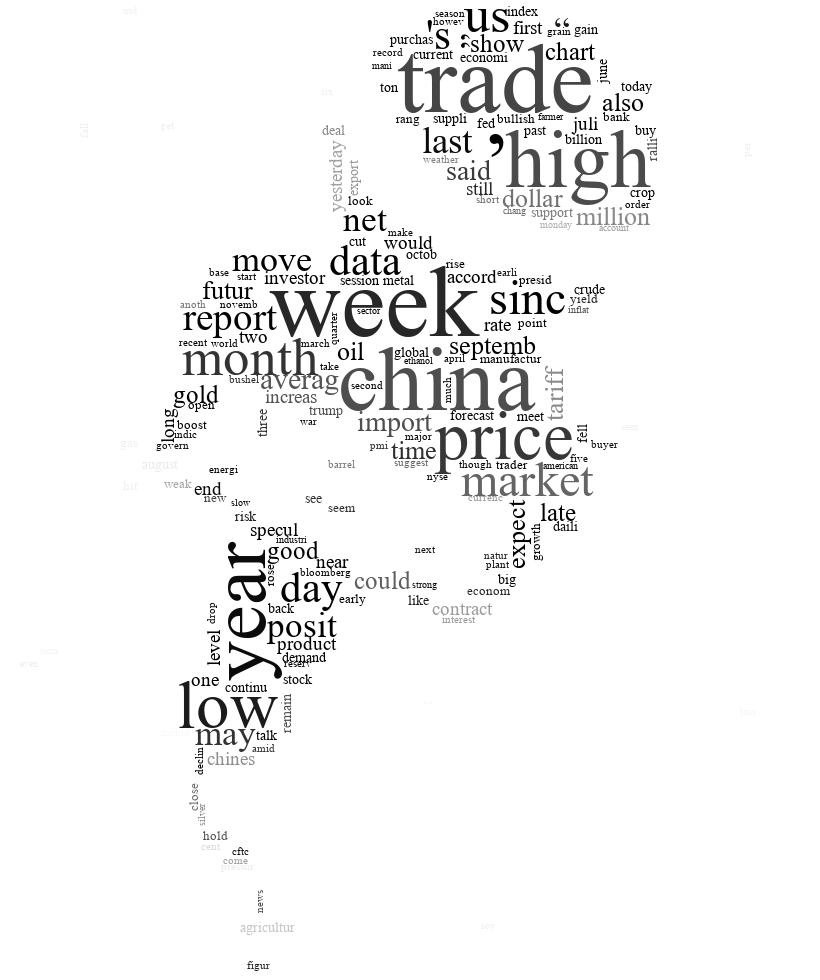 season
us
index
howev
's
first
“
grain
gain
purchas
show
record
current
economi
chart
mani
trade
june
ton
today
also
rang
suppli
fed
bullish
farmer
juli
bank
last
’
past
billion
buy
deal
high
ralli
weather
yesterday
export
said
still
crop
look
short
dollar
order
chang
support
million
monday
account
net
make
cut
would
octob
move
data
rise
base
start
investor
session
metal
accord
earli
presid
futur
week
sinc
crude
anoth
novemb
sector
yield
report
inflat
quarter
rate
point
recent
world
two
march
oil
global
septemb
month
take
ethanol
april
manufactur
bushel
averag
china
tariff
gold
increas
second
much
open
long
three
trump
import
forecast
meet
boost
war
price
fell
indic
major
govern
pmi
time
buyer
gas
august
energi
barrel
suggest
though
trader
american
five
nyse
market
weak
end
new
slow
see
currenc
seem
expect
late
risk
growth
daili
specul
industri
year
good
next
natur
near
plant
rose
bloomberg
day
could
strong
big
econom
early
like
drop
back
contract
posit
interest
level
product
demand
reserv
one
continu
stock
low
remain
may
talk
amid
declin
chines
close
silver
hold
cent
cftc
come
news
agricultur
figur
fall